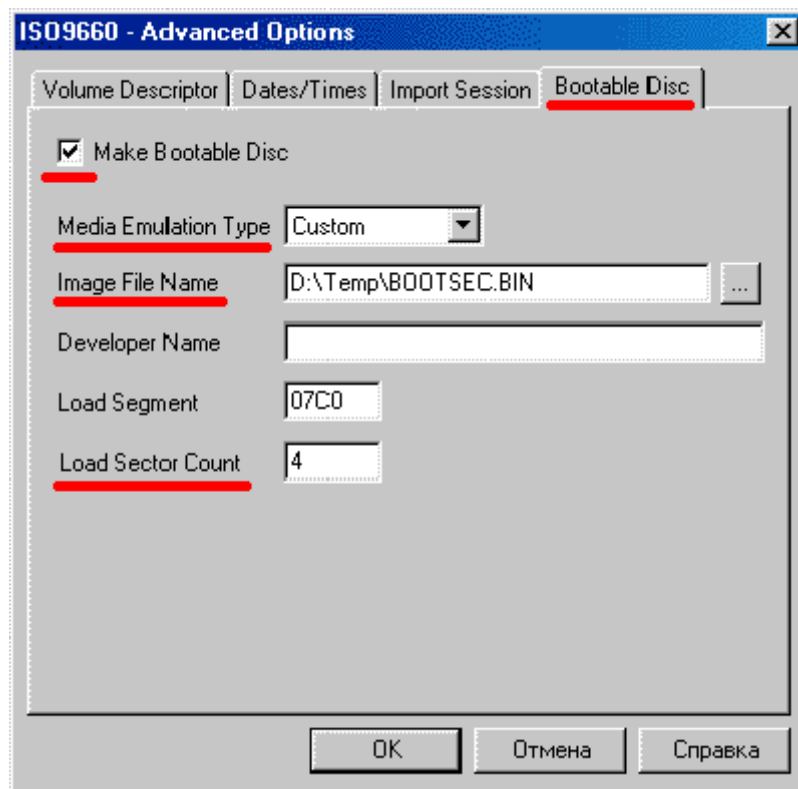 ISO9660 - Advanced Options
Volume Descriptor Dates/Times Import Session Bootable Disc
Make Bootable Disc
Media Emulation Type Custom
Image File Name D:\Temp\BOOTSEC.BIN ...
Developer Name
Load Segment 07C0
Load Sector Count 4
OK Отмена Справка